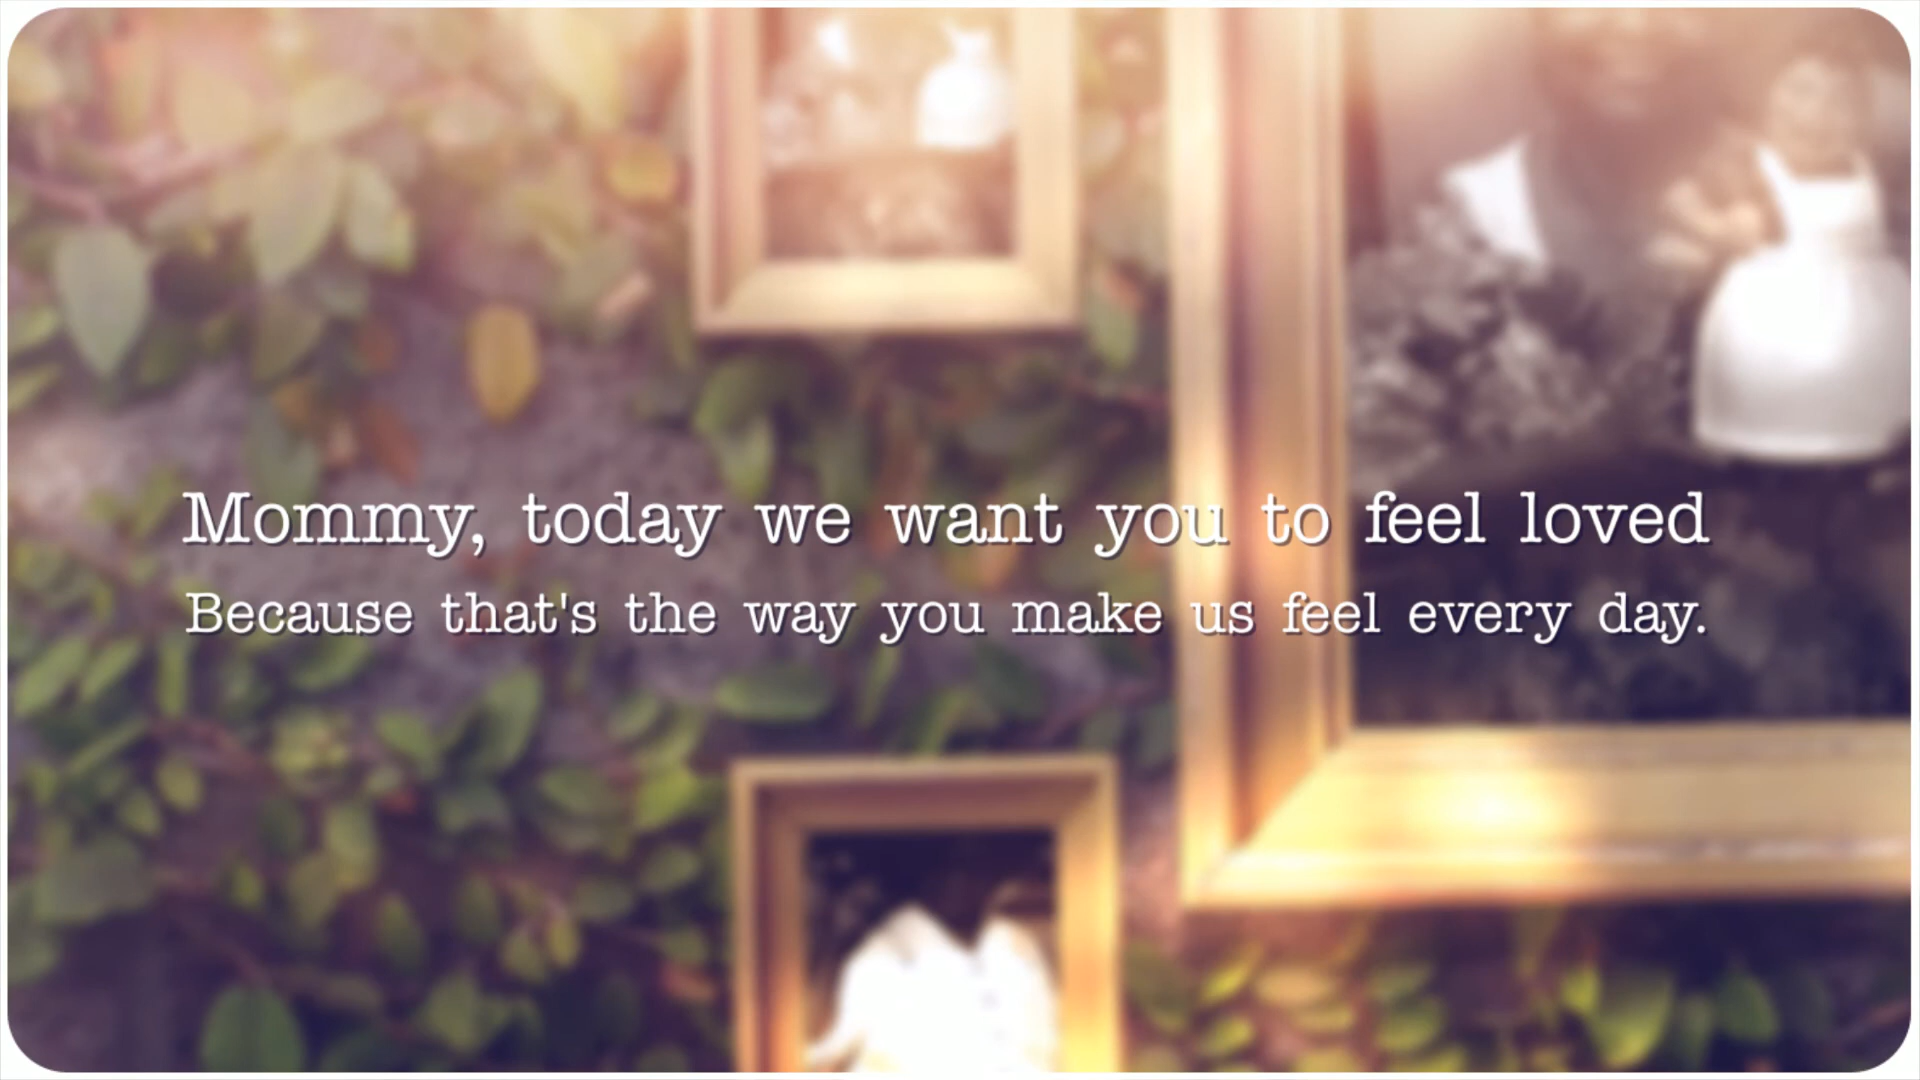 Mommy, today we want you to feel loved
Because that's the way you make us feel every day.